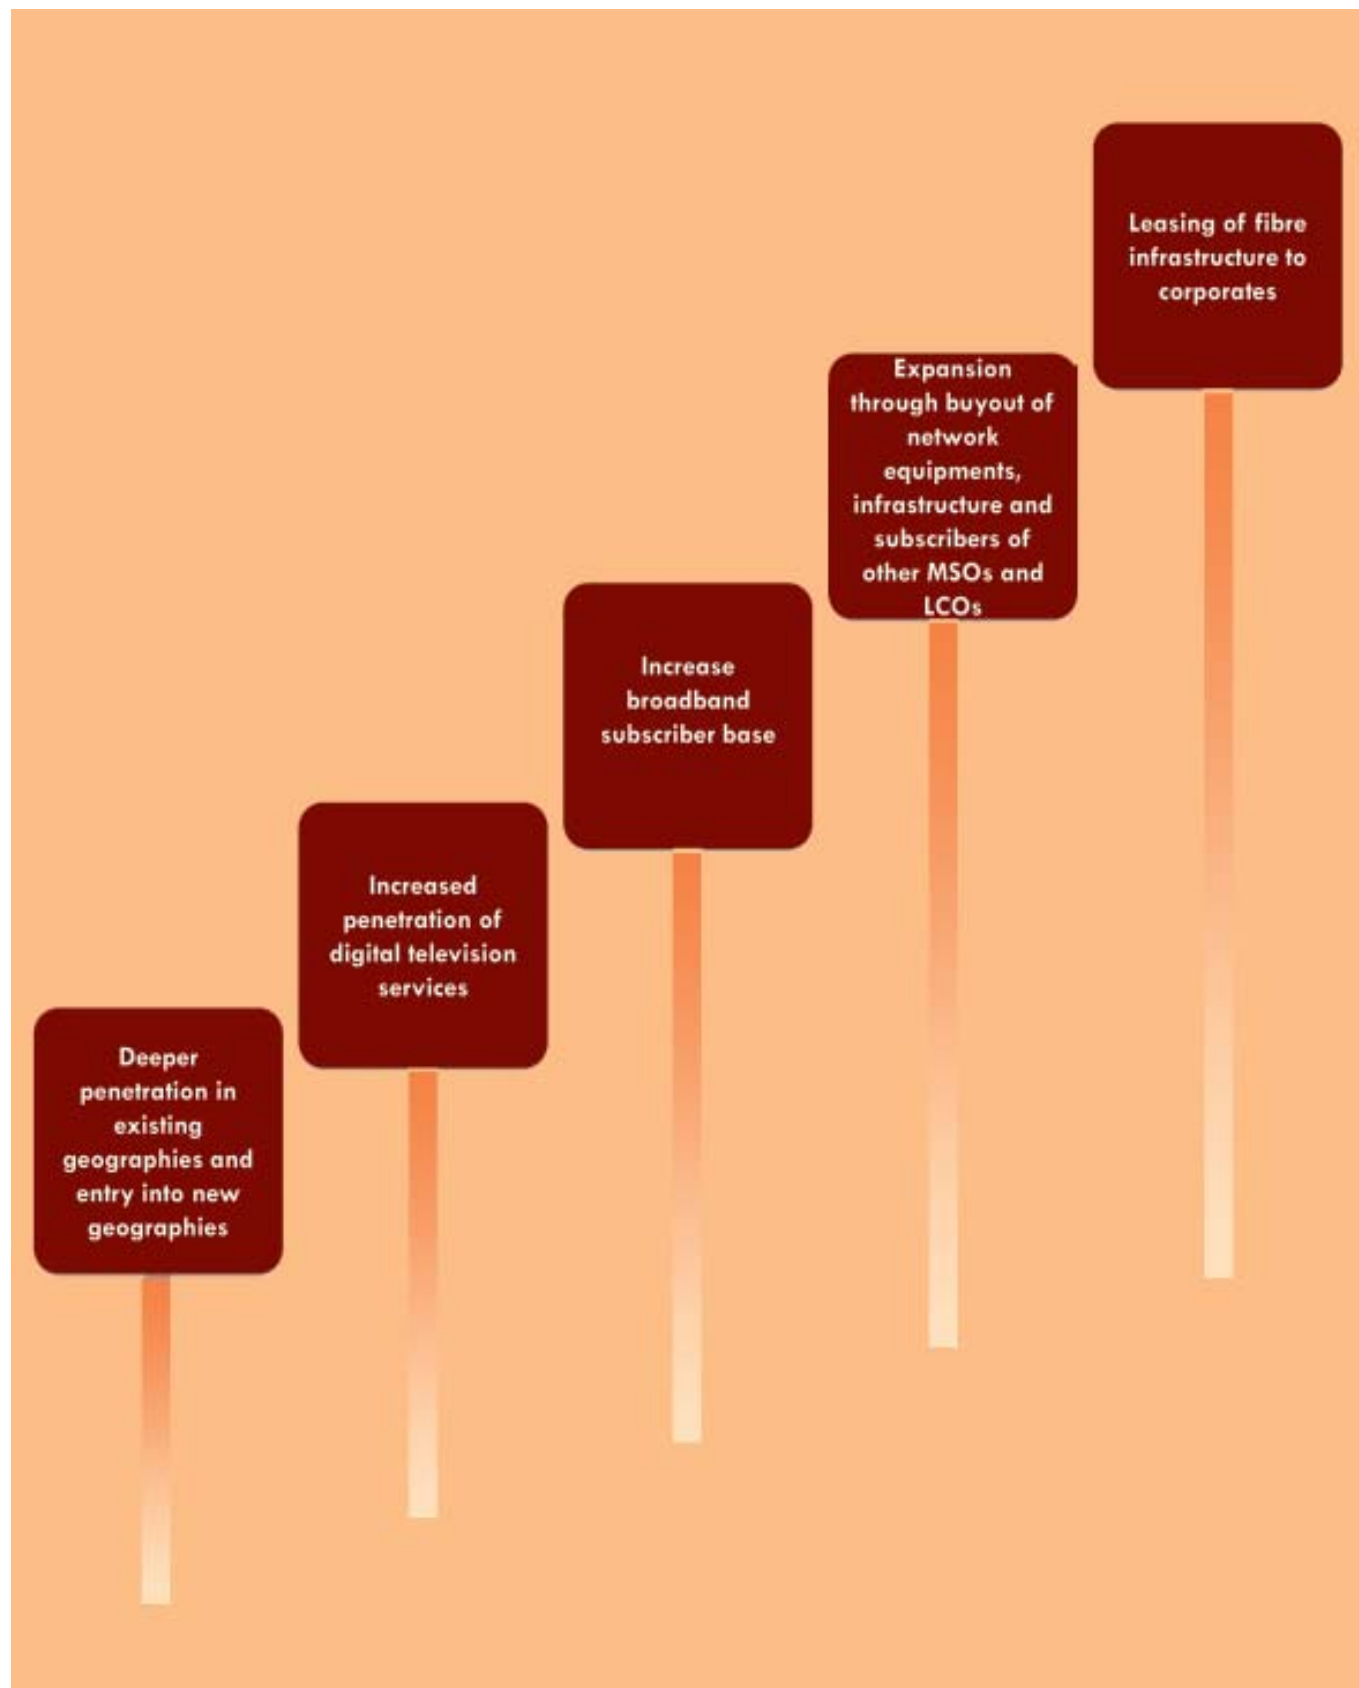 Leasing of fibre
infrastructure to
corporates
Expansion
through buyout of
network
equipments,
infrastructure and
subscribers of
other MSOs and
LCOs
Increase
broadband
subscriber base
Increased
penetration of
digital television
services
Deeper
penetration in
existing
geographies and
entry into new
geographies